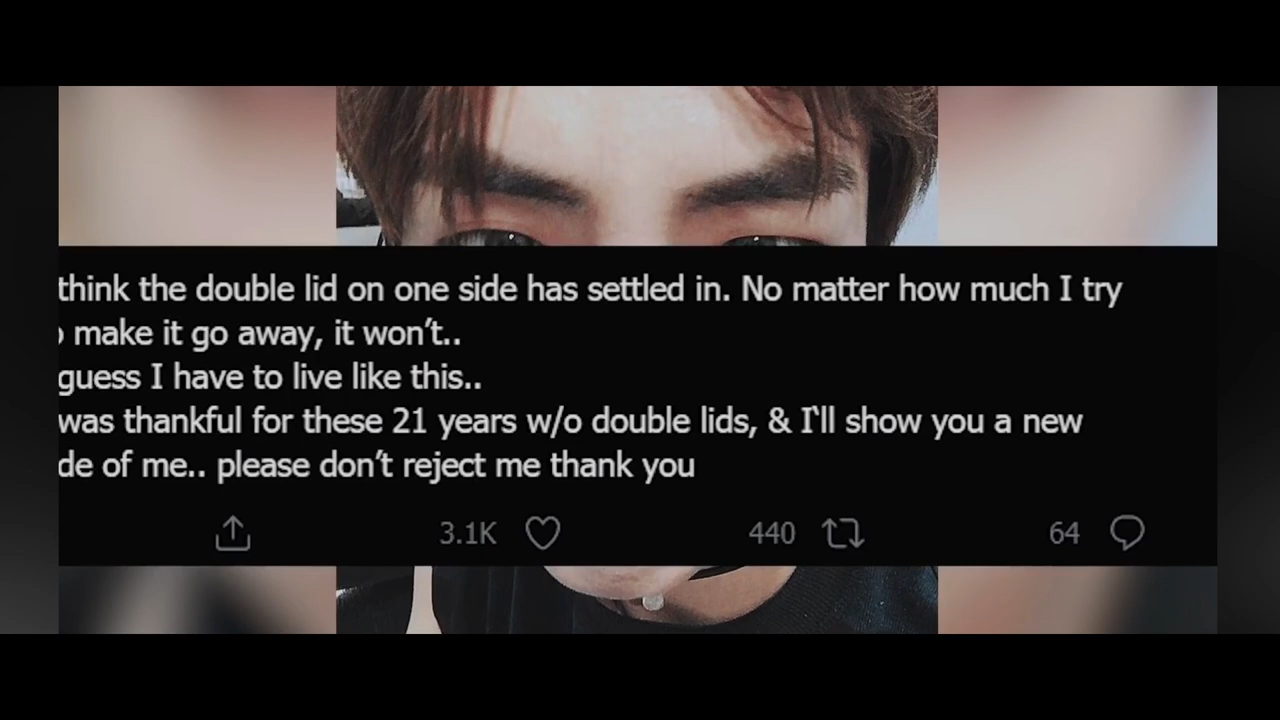 think the double lid on one side has settled in. No matter how much I try
make it go away, it won't..
guess I have to live like this..
was thankful for these 21 years w/o double lids, & I'll show you a new
de of me.. please don't reject me thank you
3.1K 440 64